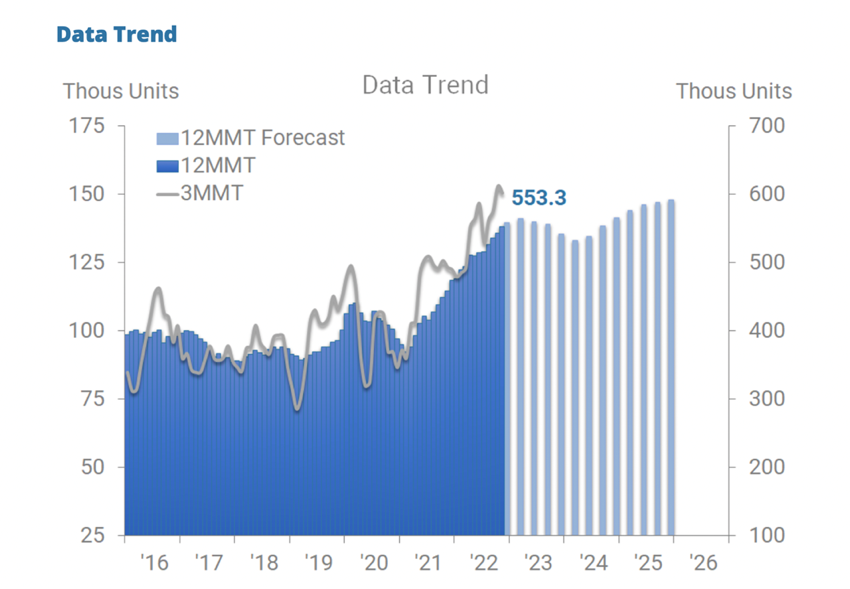 Data Trend
Data Trend
Thous Units
Thous Units
175
700
12MMT Forecast
12MMT
3MMT
150
553.3
600
125
500
100
400
75
300
50
200
25
100
'16 '17 '18 '19 '20 '21 '22 '23 '24 '25 '26